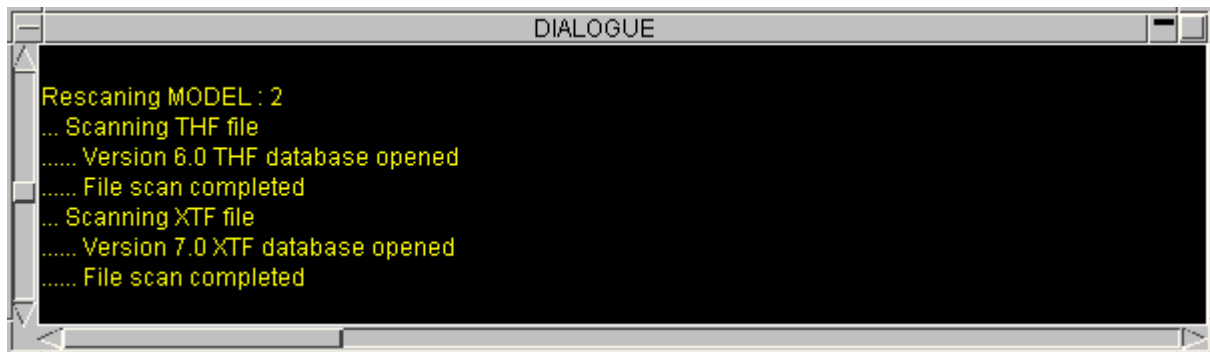 DIALOGUE
Rescaning MODEL : 2
... Scanning THF file
...... Version 6.0 THF database opened
...... File scan completed
... Scanning XTF file
...... Version 7.0 XTF database opened
...... File scan completed